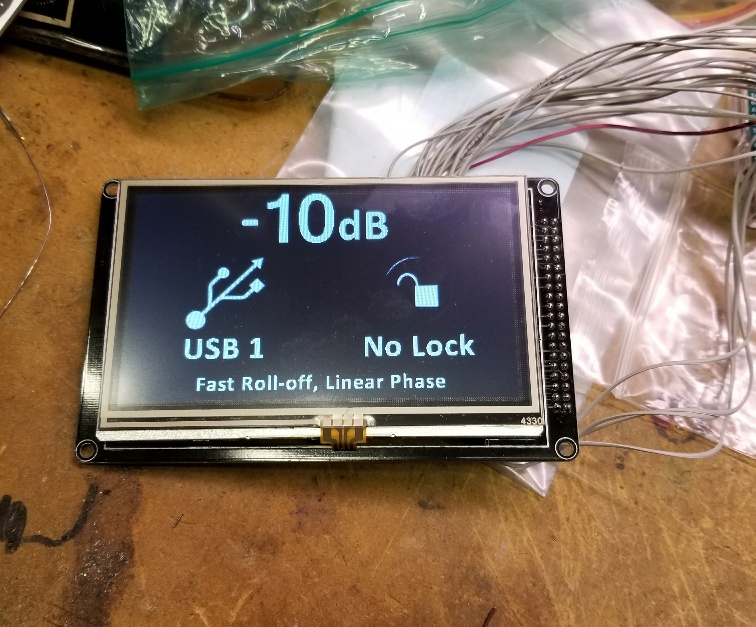 -10dB
USB 1
No Lock
Fast Roll-off, Linear Phase
4330